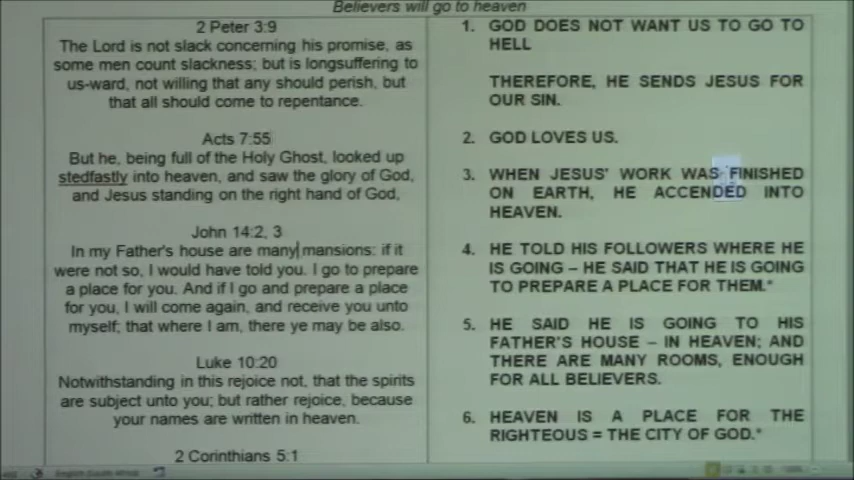 Believers will go to heaven
2 Peter 3:9
The Lord is not slack concerning his promise, as
some men count slackness; but is longsuffering to
us-ward, not willing that any should perish, but
that all should come to repentance.
Acts 7:55
But he, being full of the Holy Ghost, looked up
stedfastly into heaven, and saw the glory of God,
and Jesus standing on the right hand of God,
John 14:2, 3
In my Father's house are many mansions: if it
were not so, I would have told you. I go to prepare
a place for you. And if I go and prepare a place
for you, I will come again, and receive you unto
myself; that where I am, there ye may be also.
Luke 10:20
Notwithstanding in this rejoice not, that the spirits
are subject unto you; but rather rejoice, because
your names are written in heaven.
2 Corinthians 5:1
1. GOD DOES NOT WANT US TO GO TO
HELL
THEREFORE, HE SENDS JESUS FOR
OUR SIN.
2. GOD LOVES US.
3. WHEN JESUS' WORK WAS FINISHED
ON EARTH, HE ACCENDED INTO
HEAVEN.
4. HE TOLD HIS FOLLOWERS WHERE HE
IS GOING – HE SAID THAT HE IS GOING
TO PREPARE A PLACE FOR THEM.*
5. HE SAID HE IS GOING TO HIS
FATHER'S HOUSE – IN HEAVEN; AND
THERE ARE MANY ROOMS, ENOUGH
FOR ALL BELIEVERS.
6. HEAVEN IS A PLACE FOR THE
RIGHTEOUS = THE CITY OF GOD.*
English (South Africa)